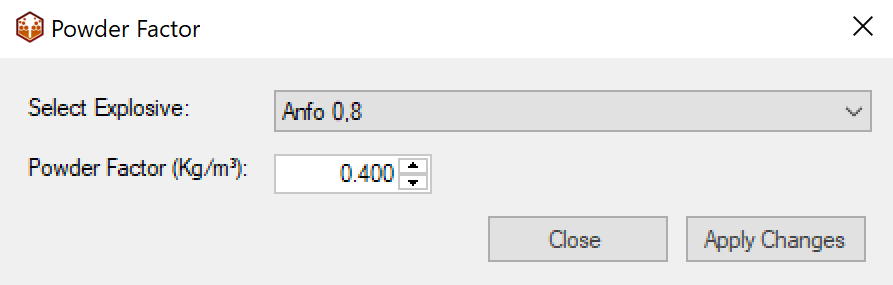 Powder Factor
Select Explosive: Anfo 0,8
Powder Factor (Kg/m³): 0.400
Close Apply Changes